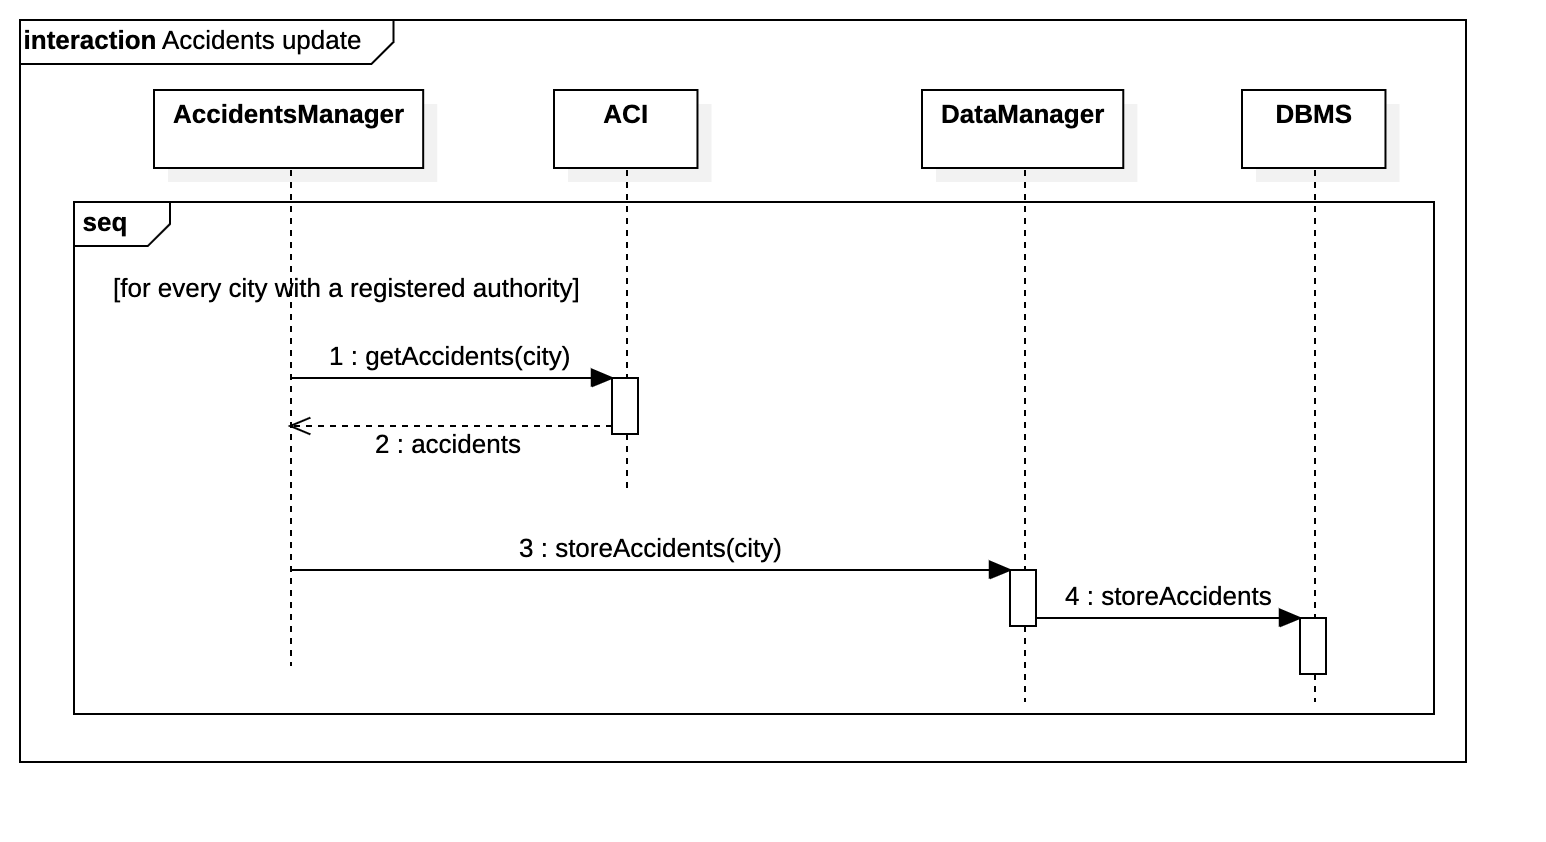 interaction Accidents update
AccidentsManager
ACI
DataManager
DBMS
seq
[for every city with a registered authority]
1 : getAccidents(city)
2 : accidents
3 : storeAccidents(city)
4 : storeAccidents